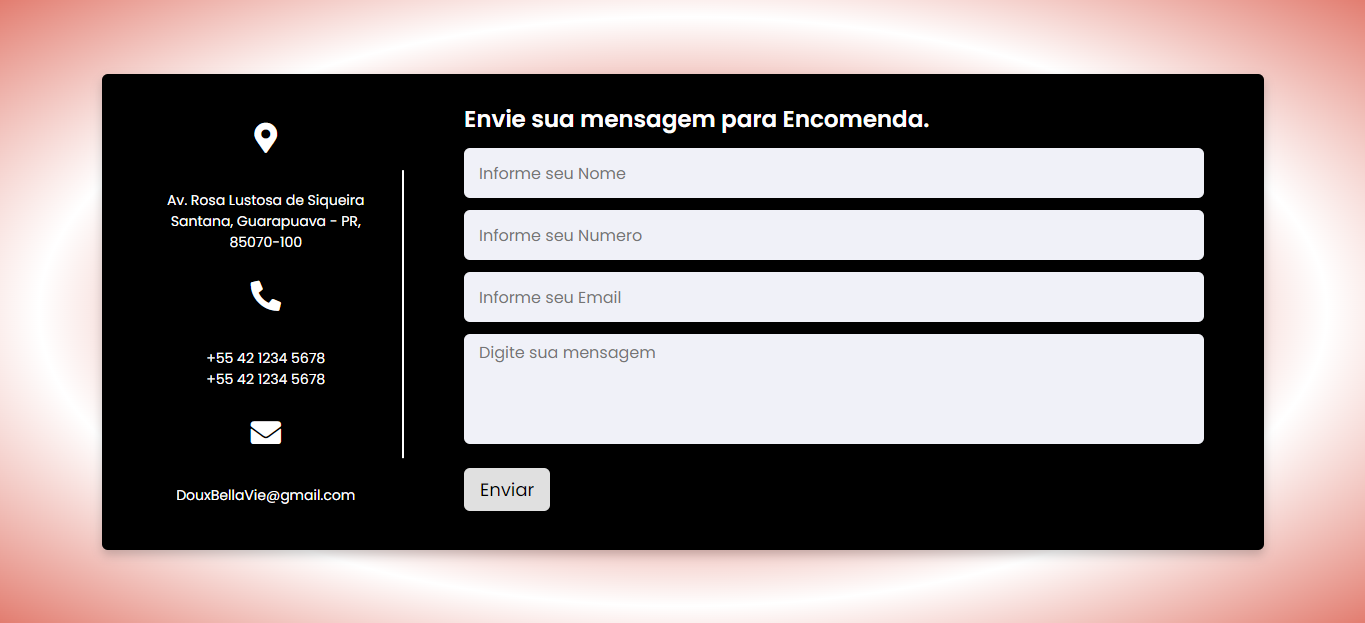 Av. Rosa Lustosa de Siqueira
Santana, Guarapuava - PR,
85070-100
+55 42 1234 5678
+55 42 1234 5678
DouxBellaVie@gmail.com
Envie sua mensagem para Encomenda.
Informe seu Nome
Informe seu Numero
Informe seu Email
Digite sua mensagem
Enviar